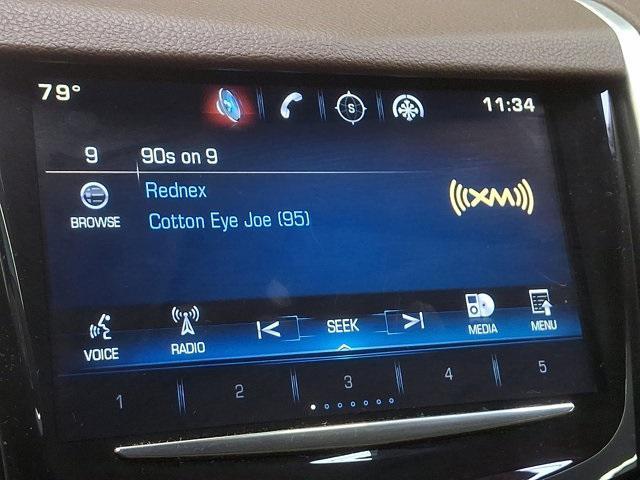 79° S 11:34
9 90s on 9
Rednex
Cotton Eye Joe (95)
((XM))
BROWSE
VOICE RADIO SEEK MEDIA MENU
1 2 3 4 5